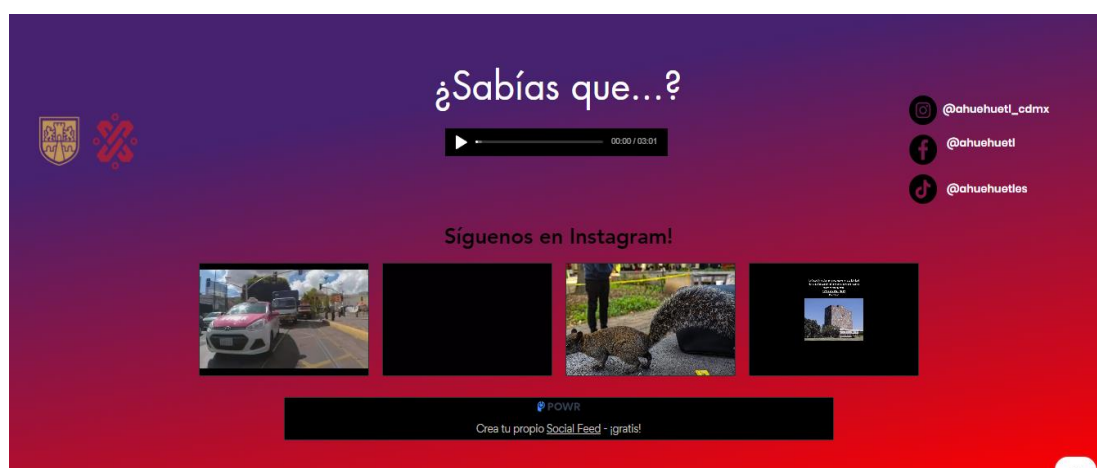 ¿Sabías que...?
00:00 / 03:01
@ahuehuetl_cdmx
@ahuehuetl
@ahuehuetles
Síguenos en Instagram!
POWR
Crea tu propio Social Feed - ¡gratis!